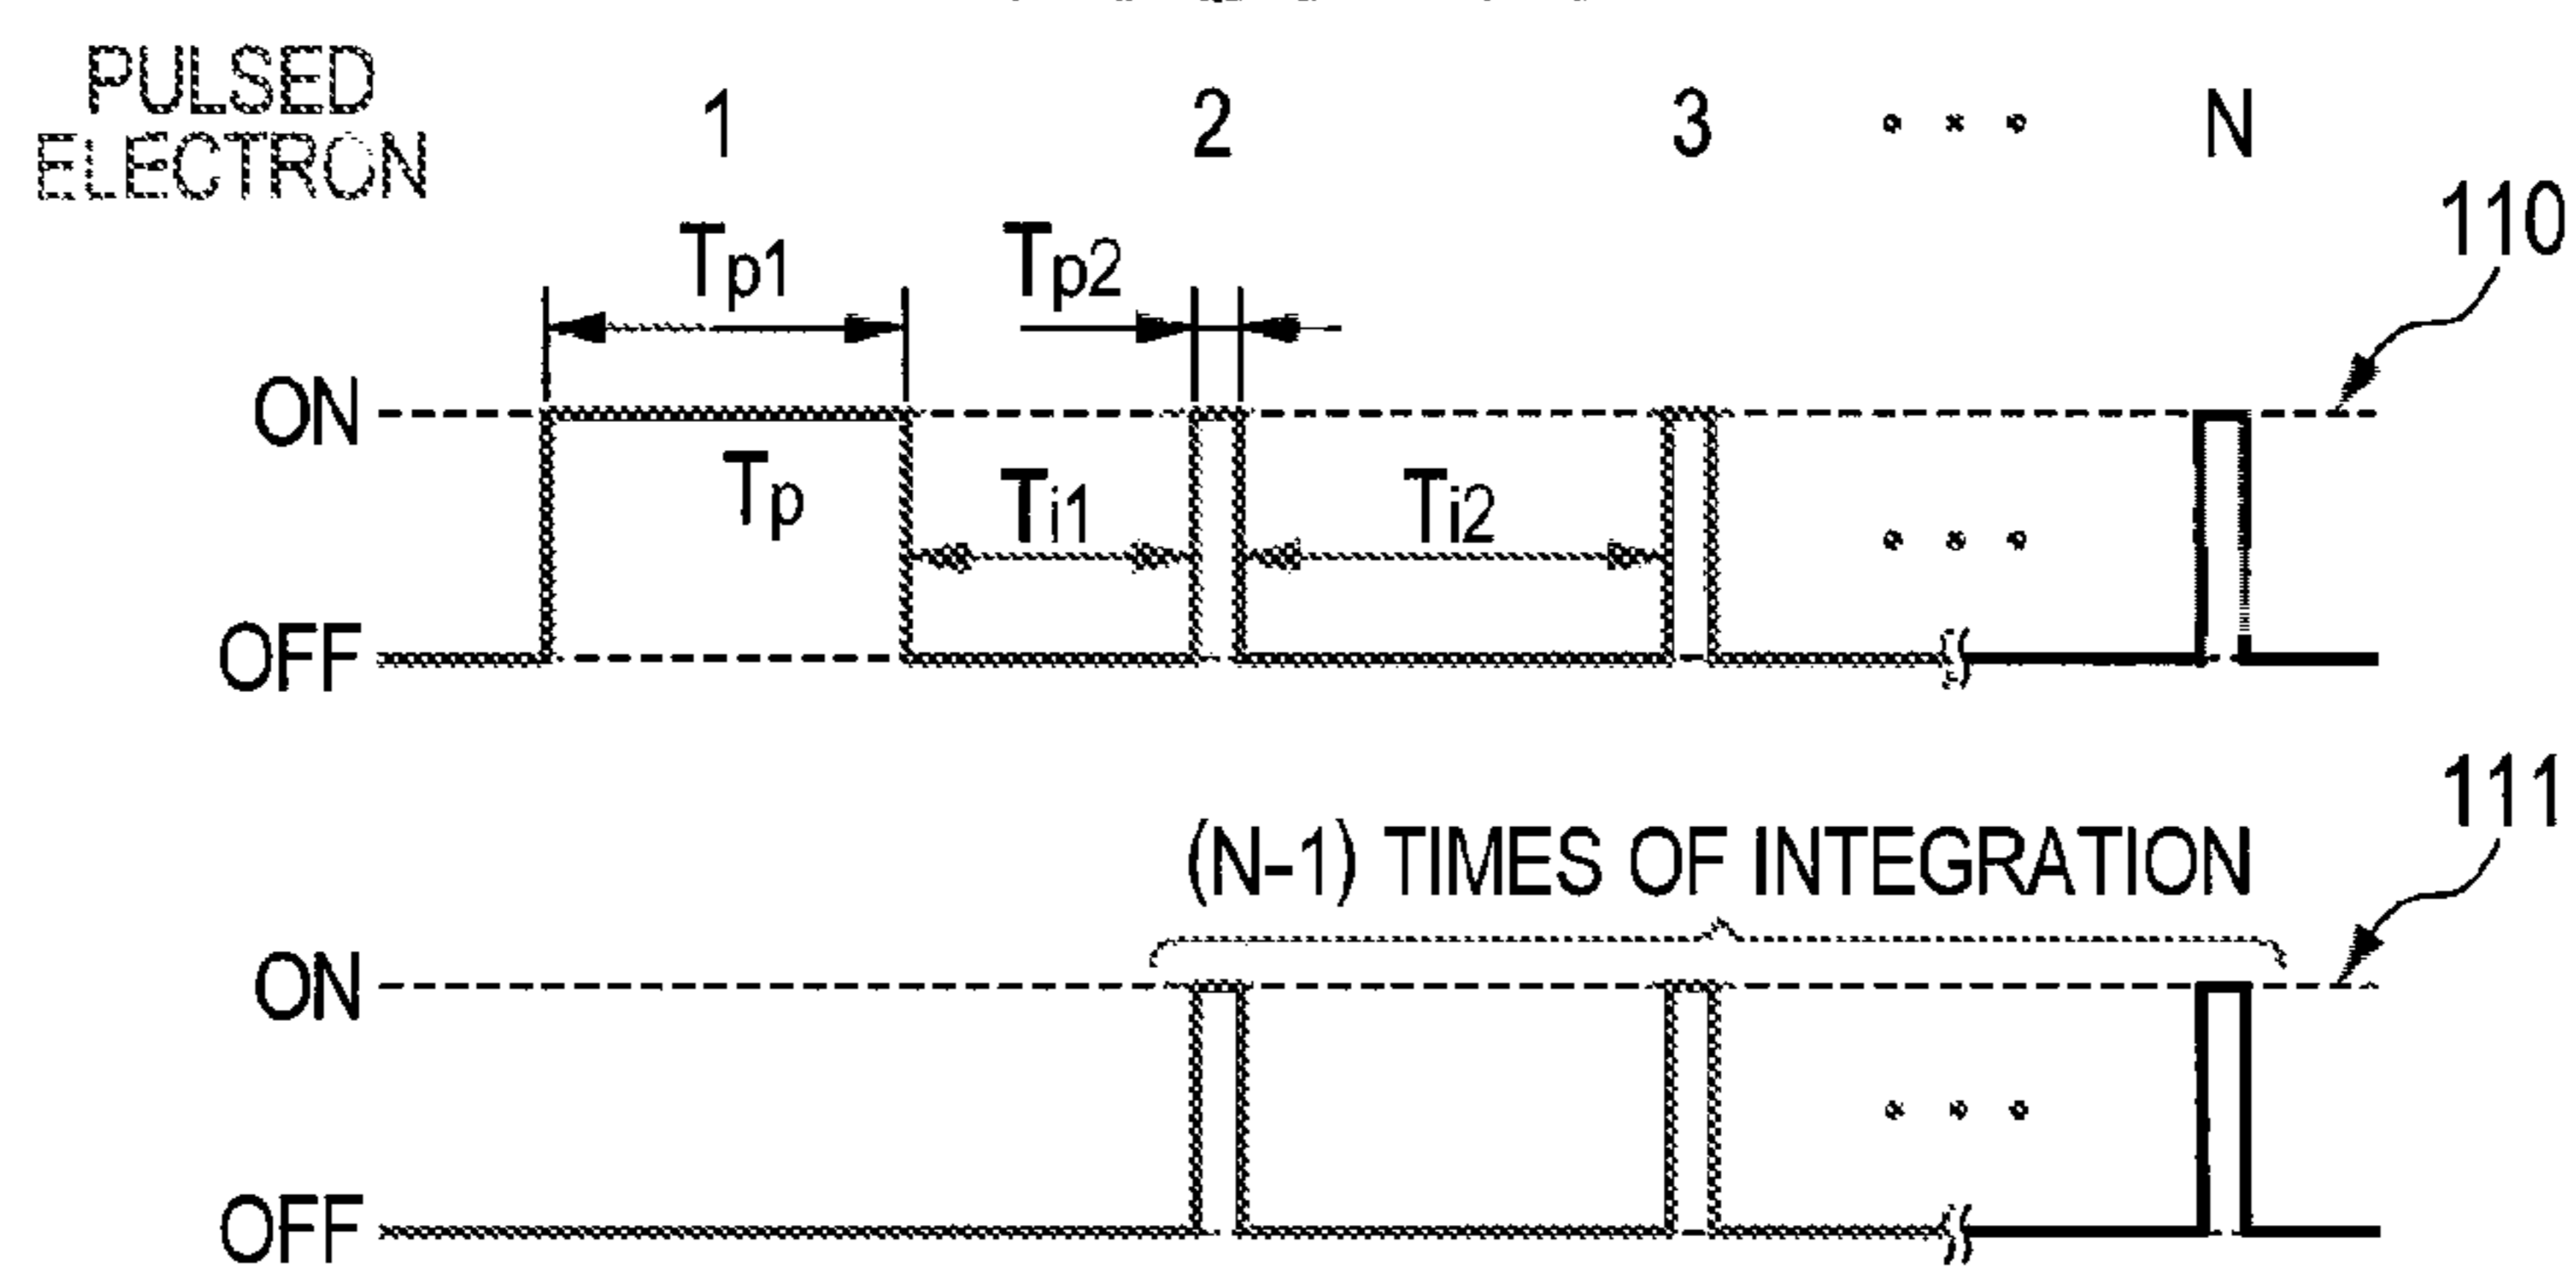 PULSED
ELECTRON
1 2 3 • • • N
110
Tp1 Tp2
ON
Tp Ti1 Ti2 • • •
OFF
111
(N-1) TIMES OF INTEGRATION
ON
• • •
OFF